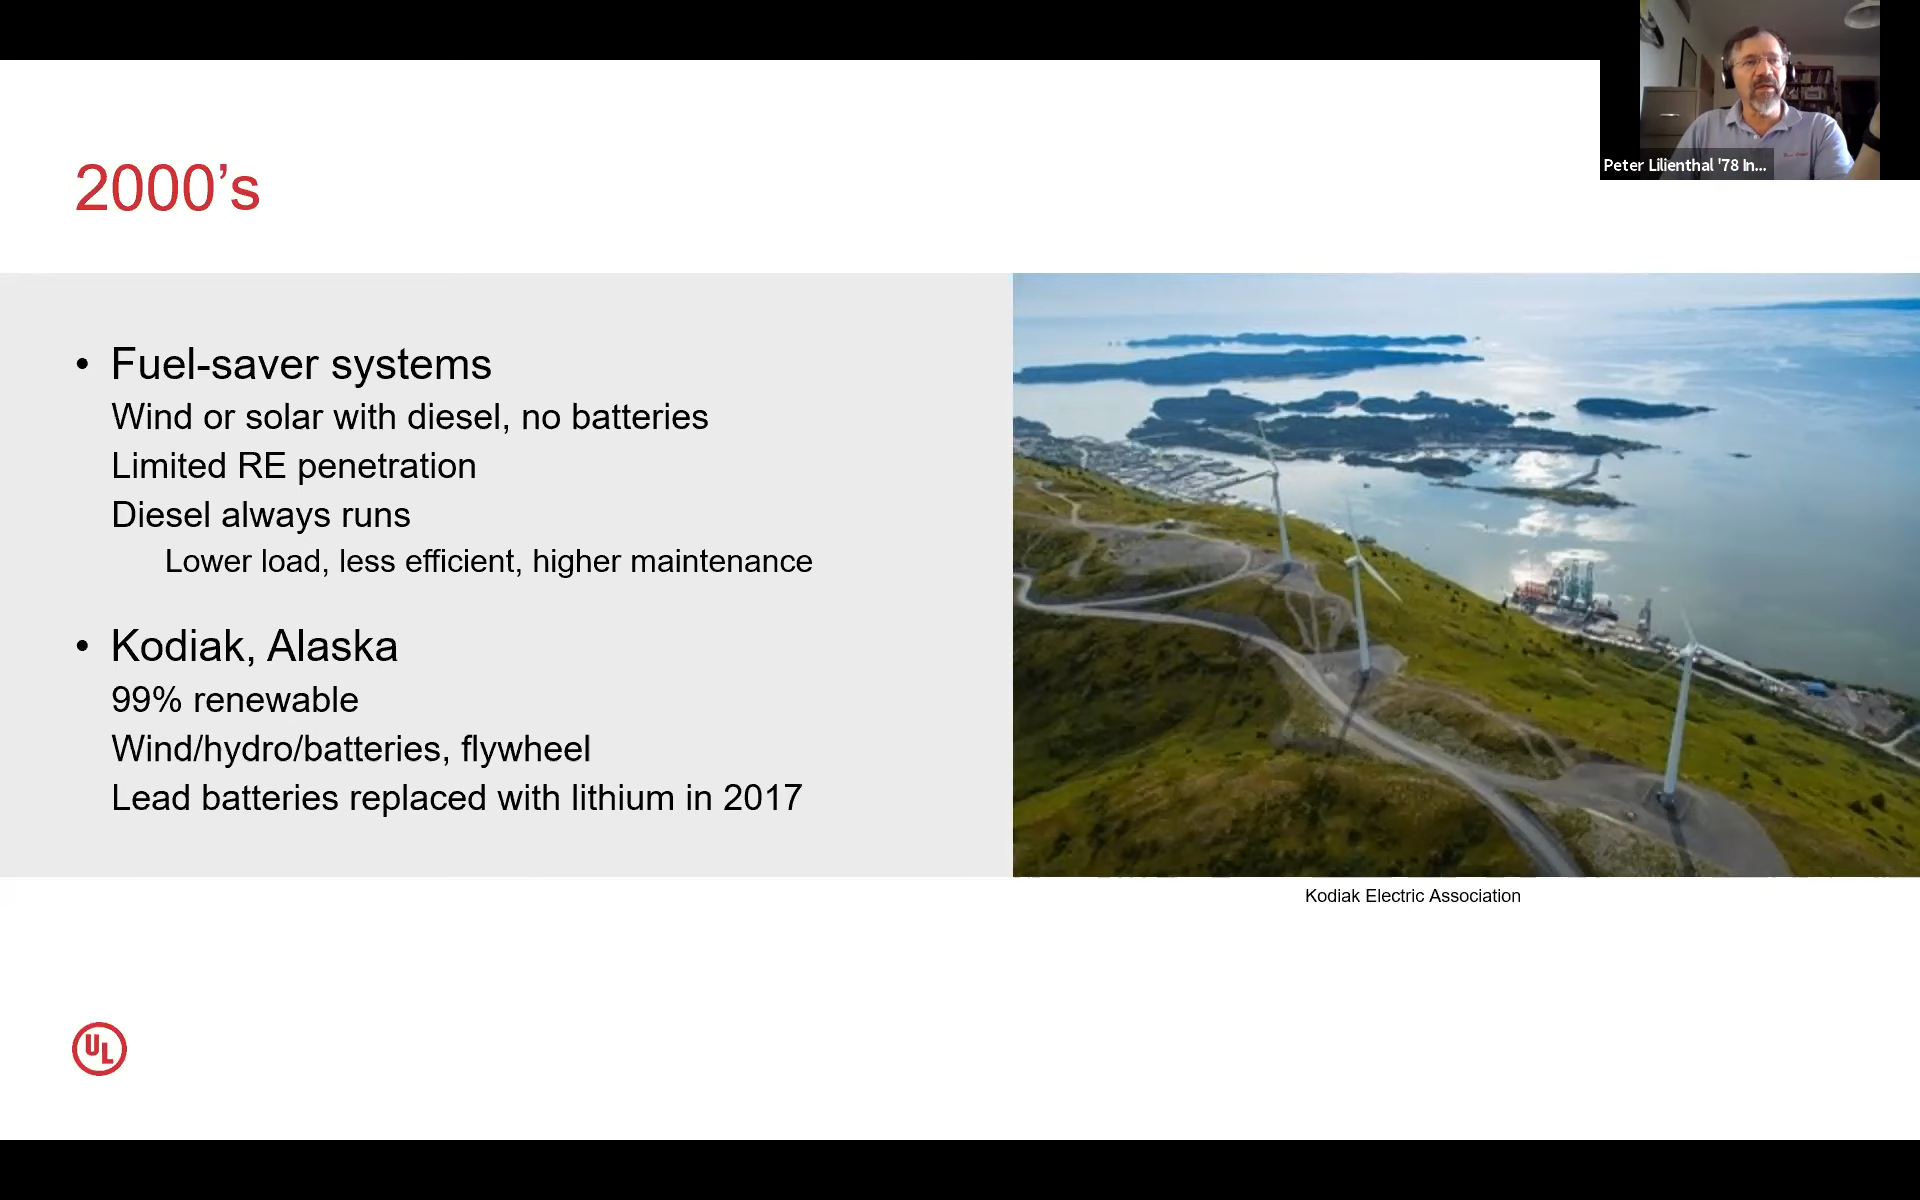 Peter Lilienthal '78 In...
2000’s
• Fuel-saver systems
Wind or solar with diesel, no batteries
Limited RE penetration
Diesel always runs
Lower load, less efficient, higher maintenance
• Kodiak, Alaska
99% renewable
Wind/hydro/batteries, flywheel
Lead batteries replaced with lithium in 2017
Kodiak Electric Association
UL